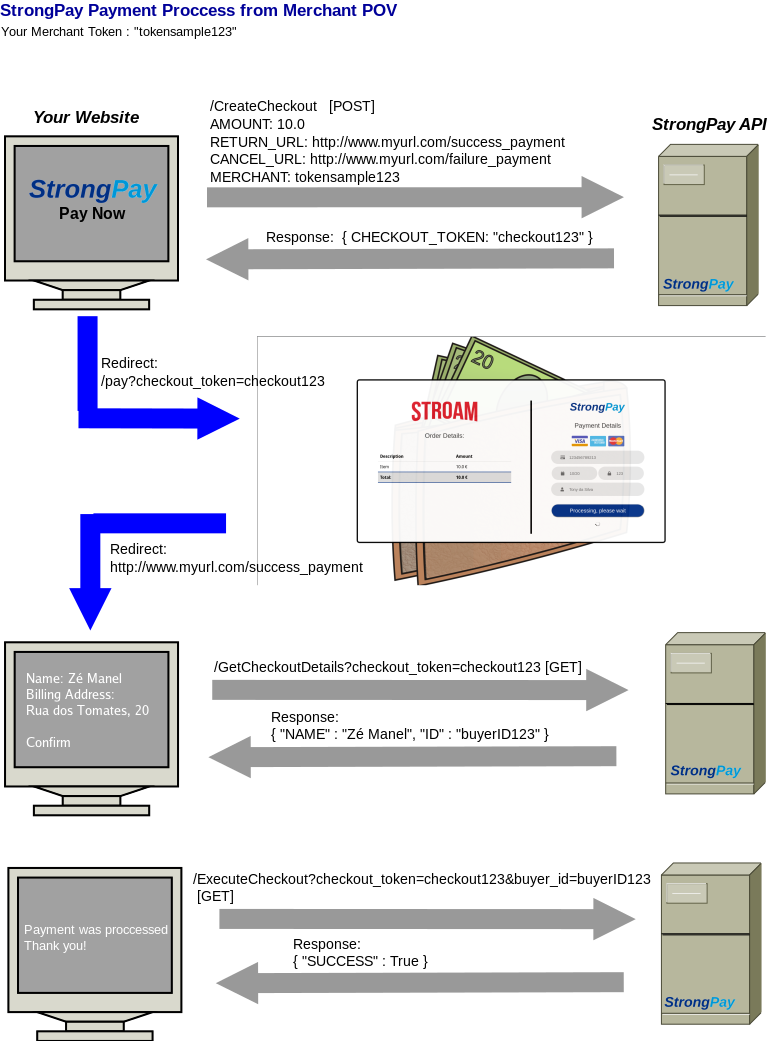 StrongPay Payment Proccess from Merchant POV
Your Merchant Token : "tokensample123"
Your Website
StrongPay
Pay Now
/CreateCheckout [POST]
AMOUNT: 10.0
RETURN_URL: http://www.myurl.com/success_payment
CANCEL_URL: http://www.myurl.com/failure_payment
MERCHANT: tokensample123
StrongPay API
Response: { CHECKOUT_TOKEN: "checkout123" }
StrongPay
Redirect:
/pay?checkout_token=checkout123
20
STROAM
Order Details:
Description Amount
Item 10.0 €
Total: 10.0 €
StrongPay
Payment Details
VISA
Processing, please wait
Redirect:
http://www.myurl.com/success_payment
Name: Zé Manel
Billing Address:
Rua dos Tomates, 20
Confirm
/GetCheckoutDetails?checkout_token=checkout123 [GET]
Response:
{ "NAME" : "Zé Manel", "ID" : "buyerID123" }
StrongPay
Payment was proccessed
Thank you!
/ExecuteCheckout?checkout_token=checkout123&buyer_id=buyerID123
[GET]
Response:
{ "SUCCESS" : True }
StrongPay